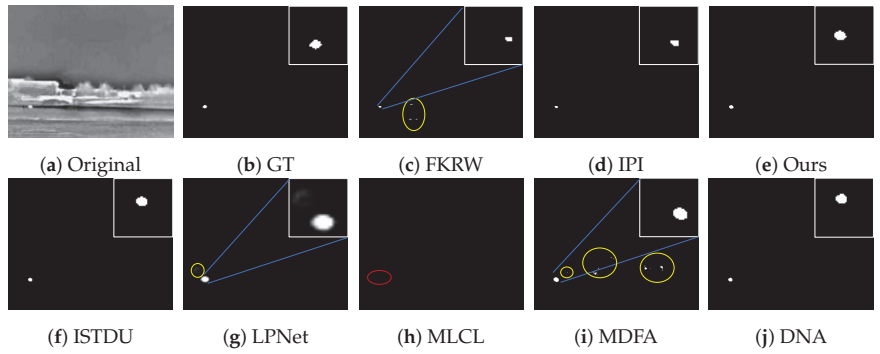 (a) Original
(b) GT
(c) FKRW
(d) IPI
(e) Ours
(f) ISTDU
(g) LPNet
(h) MLCL
(i) MDFA
(j) DNA